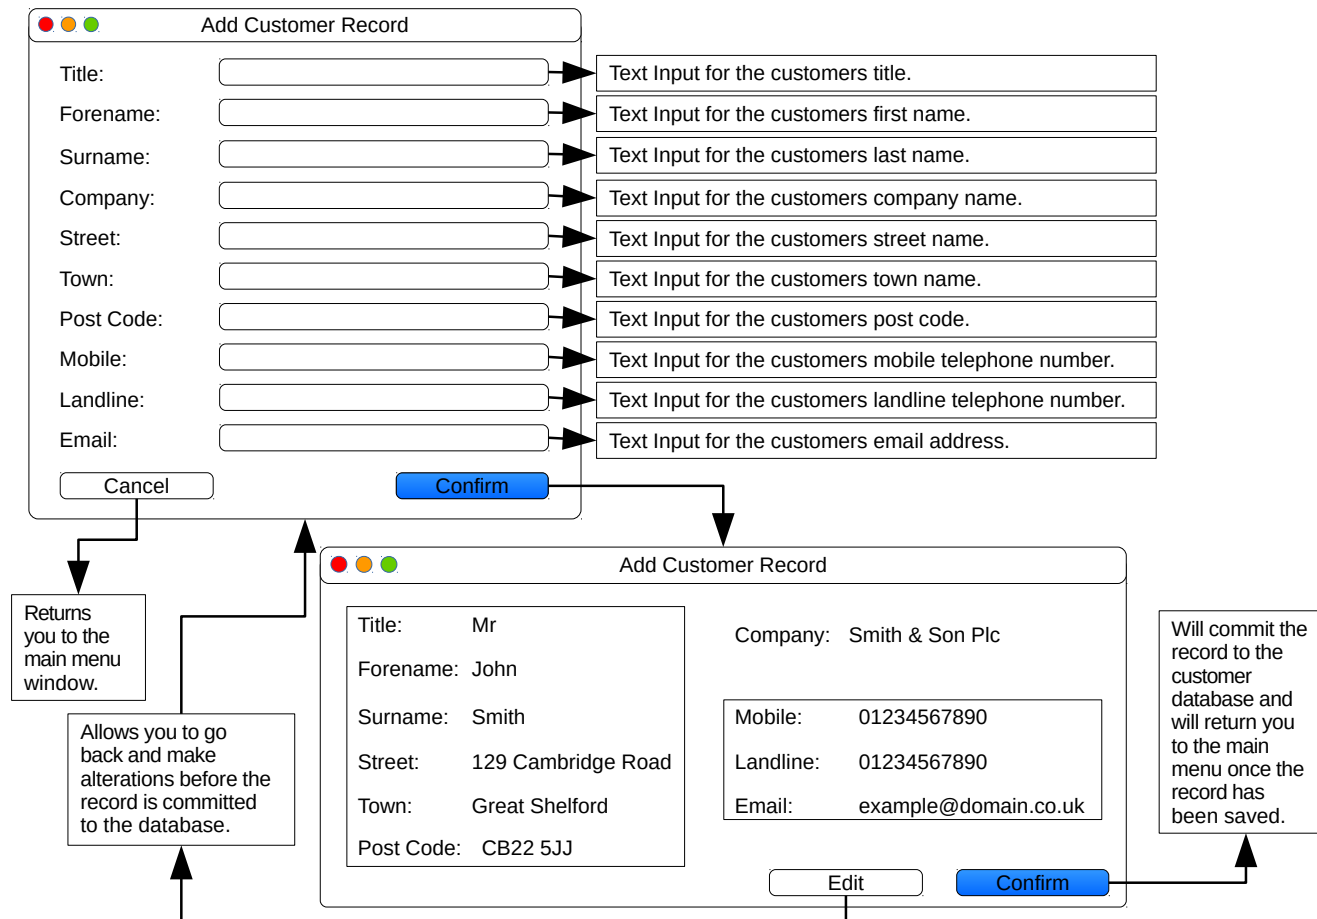 Add Customer Record
Title:
Text Input for the customers title.
Forename:
Text Input for the customers first name.
Surname:
Text Input for the customers last name.
Company:
Text Input for the customers company name.
Street:
Text Input for the customers street name.
Town:
Text Input for the customers town name.
Post Code:
Text Input for the customers post code.
Mobile:
Text Input for the customers mobile telephone number.
Landline:
Text Input for the customers landline telephone number.
Email:
Text Input for the customers email address.
Cancel
Confirm
Returns
you to the
main menu
window.
Allows you to go
back and make
alterations before the
record is committed
to the database.
Add Customer Record
Title: Mr
Forename: John
Surname: Smith
Street: 129 Cambridge Road
Town: Great Shelford
Post Code: CB22 5JJ
Company: Smith & Son Plc
Mobile: 01234567890
Landline: 01234567890
Email: example@domain.co.uk
Edit
Confirm
Will commit the
record to the
customer
database and
will return you
to the main
menu once the
record has
been saved.